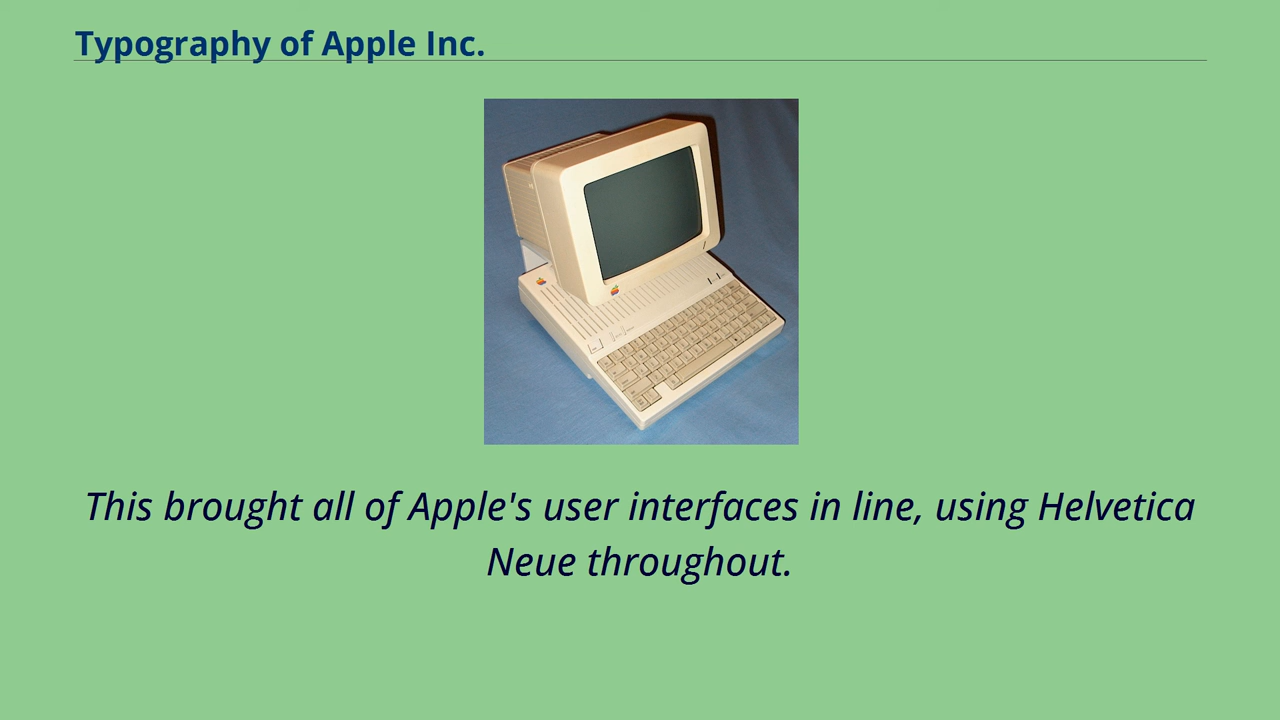 Typography of Apple Inc.
This brought all of Apple's user interfaces in line, using Helvetica
Neue throughout.